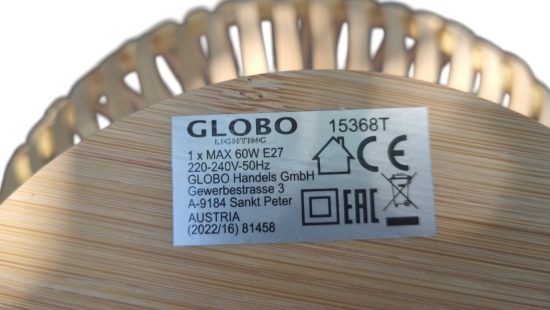 GLOBO 15368T
LIGHTING
1 x MAX 60W E27
220-240V-50Hz
GLOBO Handels GmbH
Gewerbestrasse 3
A-9184 Sankt Peter
AUSTRIA
(2022/16) 81458
CE
EAC